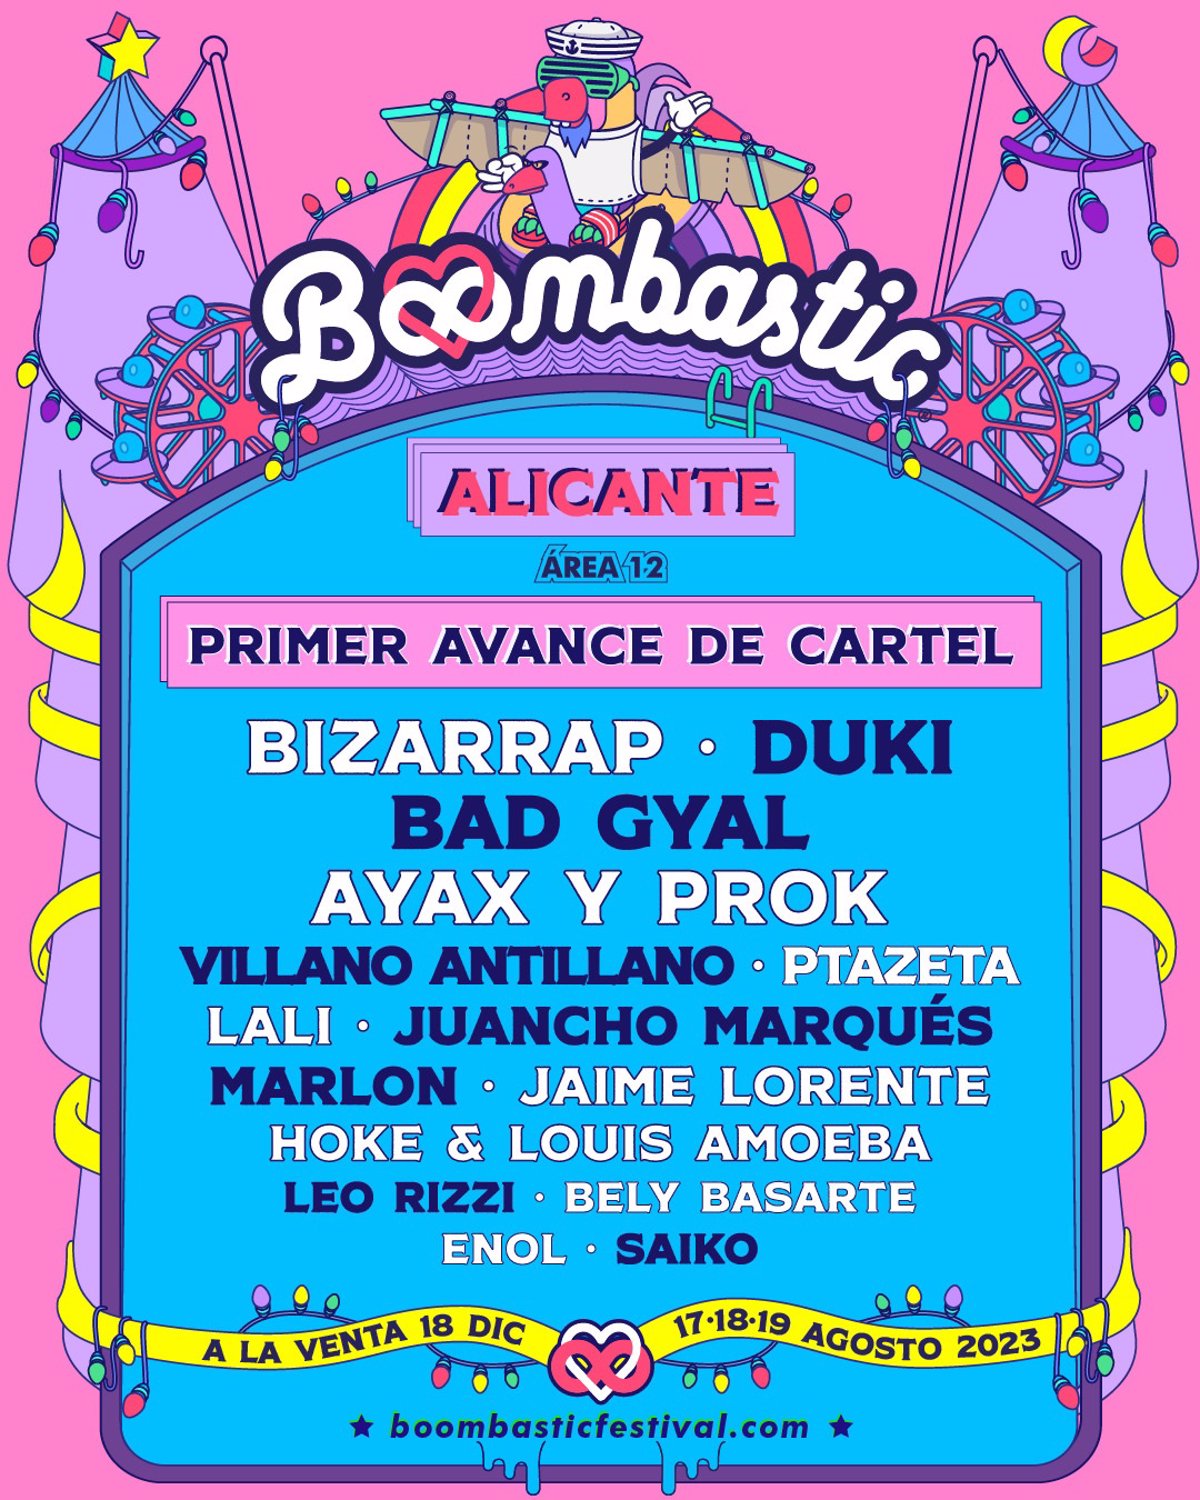 Boombastic
ALICANTE
ÁREA 12
PRIMER AVANCE DE CARTEL
BIZARRAP · DUKI
BAD GYAL
AYAX Y PROK
VILLANO ANTILLANO · PTAZETA
LALI · JUANCHO MARQUÉS
MARLON · JAIME LORENTE
HOKE & LOUIS AMOEBA
LEO RIZZI · BELY BASARTE
ENOL · SAIKO
A LA VENTA 18 DIC
17·18·19 AGOSTO 2023
★ boombasticfestival.com ★